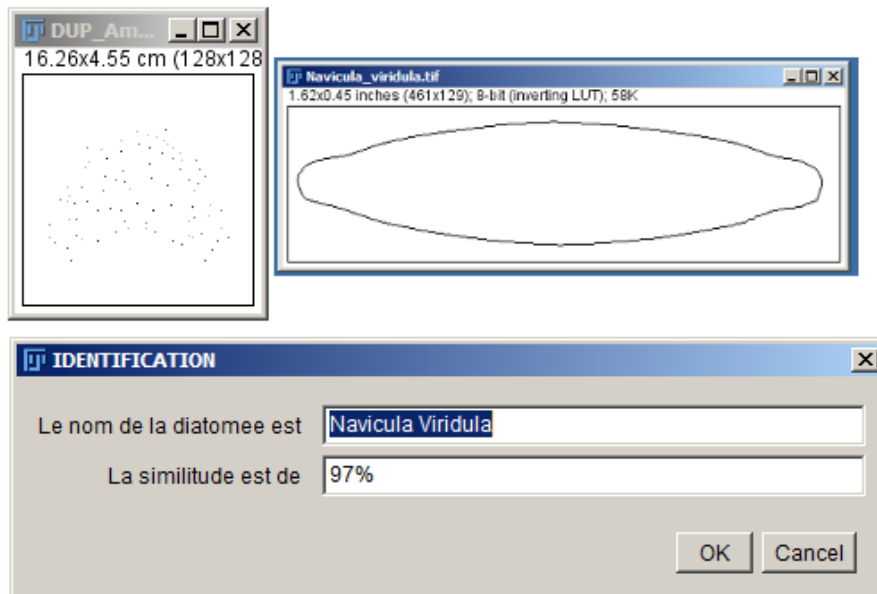 DUP_Am...
16.26x4.55 cm (128x128
Navicula_viridula.tif
1.62x0.45 inches (461x129); 8-bit (inverting LUT); 58K
IDENTIFICATION
Le nom de la diatomee est Navicula Viridula
La similitude est de 97%
OK Cancel